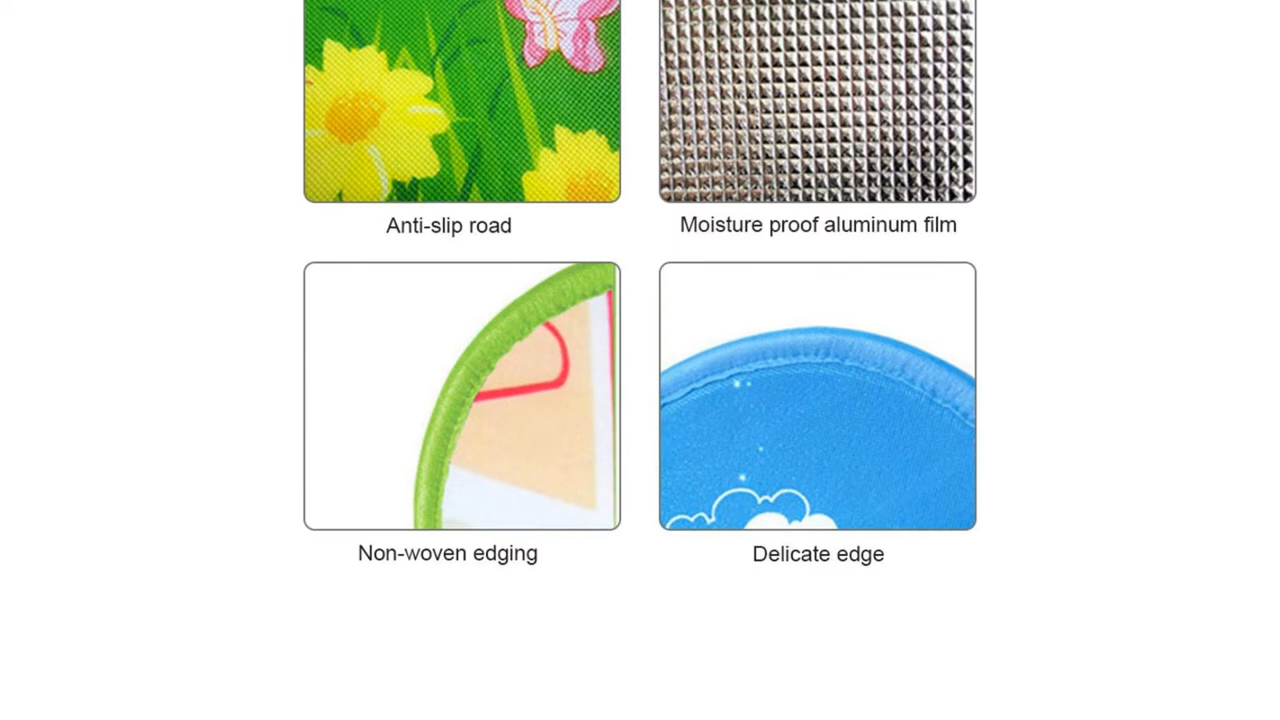 Anti-slip road
Moisture proof aluminum film
Non-woven edging
Delicate edge